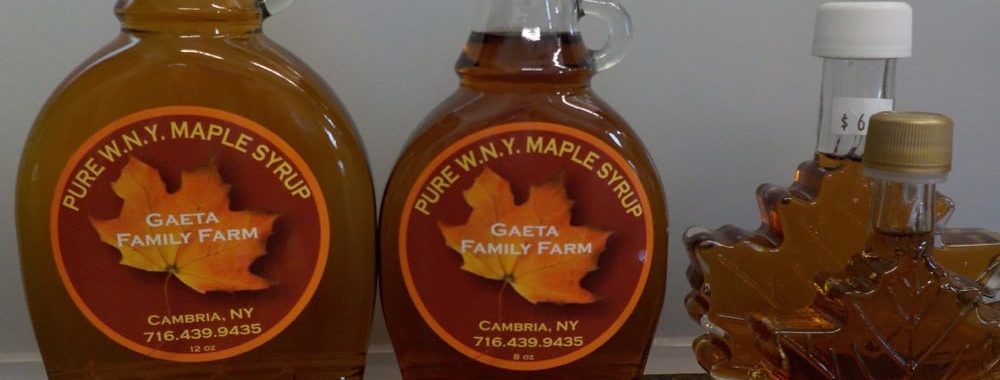 PURE W.N.Y. MAPLE SYRUP
GAETA
FAMILY FARM
CAMBRIA, NY
716.439.9435
12 oz
PURE W.N.Y. MAPLE SYRUP
GAETA
FAMILY FARM
CAMBRIA, NY
716.439.9435
8 oz
$ 6